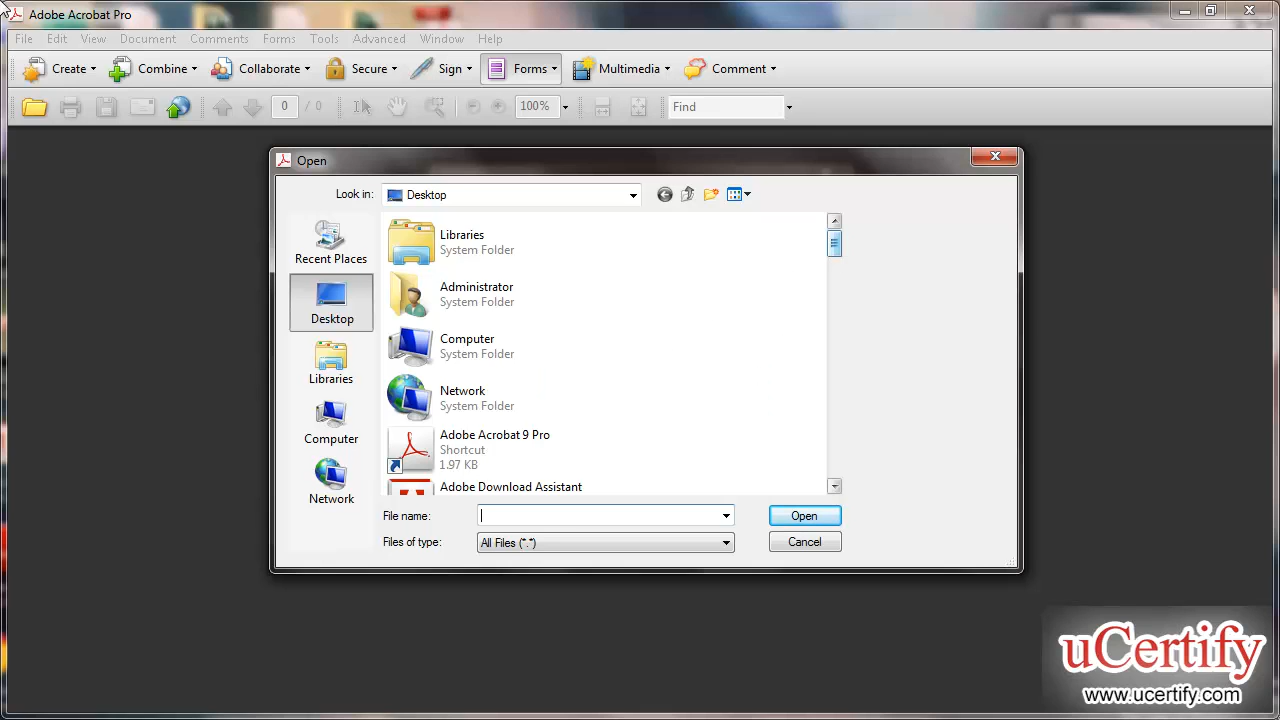 Adobe Acrobat Pro
File Edit View Document Comments Forms Tools Advanced Window Help
Create Combine Collaborate Secure Sign Forms Multimedia Comment
0 / 0 100% Find
Open
Look in: Desktop
Recent Places
Desktop
Libraries
Computer
Network
Libraries
System Folder
Administrator
System Folder
Computer
System Folder
Network
System Folder
Adobe Acrobat 9 Pro
Shortcut
1.97 KB
Adobe Download Assistant
File name: Open
Files of type: All Files (*.*) Cancel
uCertify
www.ucertify.com